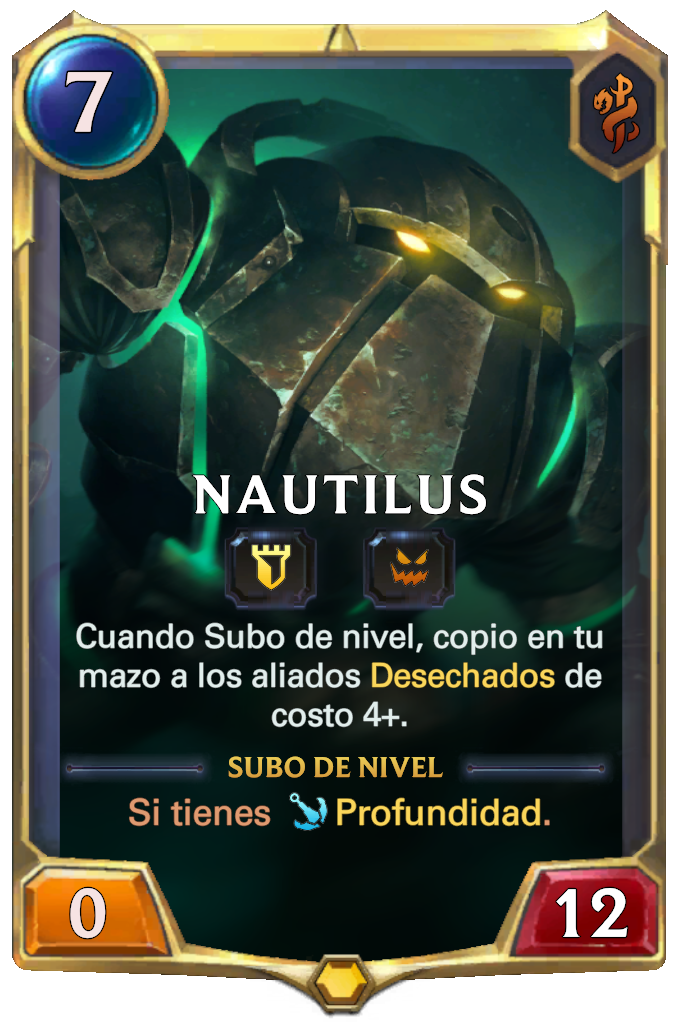 7
NAUTILUS
Cuando Subo de nivel, copio en tu
mazo a los aliados Desechados de
costo 4+.
SUBO DE NIVEL
Si tienes Profundidad.
0
12